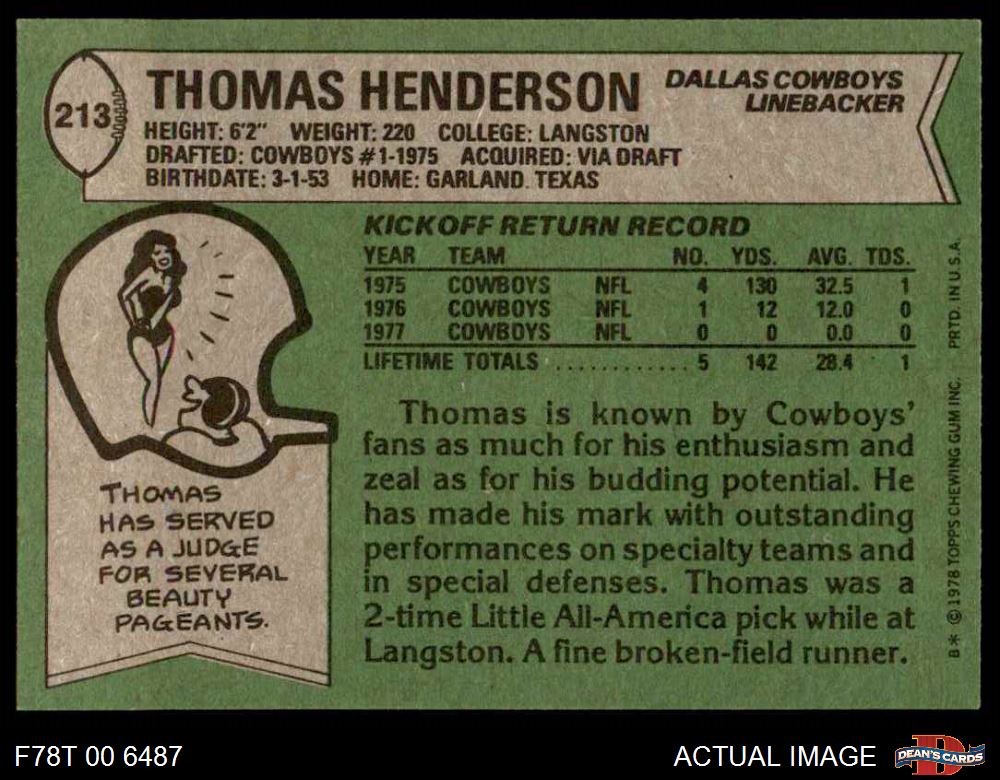 213
THOMAS HENDERSON
DALLAS COWBOYS
LINEBACKER
HEIGHT: 6'2" WEIGHT: 220 COLLEGE: LANGSTON
DRAFTED: COWBOYS #1-1975 ACQUIRED: VIA DRAFT
BIRTHDATE: 3-1-53 HOME: GARLAND, TEXAS
KICKOFF RETURN RECORD
YEAR TEAM NO. YDS. AVG. TDS.
1975 COWBOYS NFL 4 130 32.5 1
1976 COWBOYS NFL 1 12 12.0 0
1977 COWBOYS NFL 0 0 0.0 0
LIFETIME TOTALS ............ 5 142 28.4 1
Thomas is known by Cowboys'
fans as much for his enthusiasm and
zeal as for his budding potential. He
has made his mark with outstanding
performances on specialty teams and
in special defenses. Thomas was a
2-time Little All-America pick while at
Langston. A fine broken-field runner.
THOMAS
HAS SERVED
AS A JUDGE
FOR SEVERAL
BEAUTY
PAGEANTS.
B* © 1978 TOPPS CHEWING GUM INC. PRTD. IN U.S.A.
F78T 00 6487
ACTUAL IMAGE
D
DEAN'S CARDS